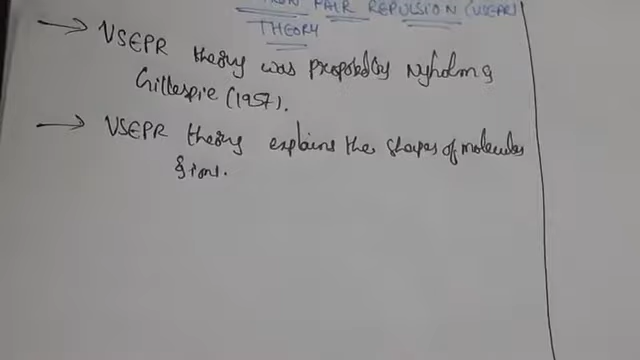 PAIR REPULSION (VSEPR)
THEORY
→ VSEPR theory was proposed by Nyholm &
Gillespie (1957).
→ VSEPR theory explains the shapes of molecules
& ions.